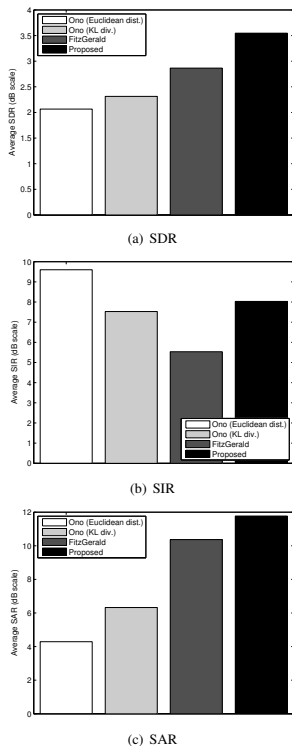 4
3.5
3
2.5
2
1.5
1
0.5
0
Average SDR (dB scale)
Ono (Euclidean dist.)
Ono (KL div.)
FitzGerald
Proposed
(a) SDR
10
9
8
7
6
5
4
3
2
1
0
Average SIR (dB scale)
Ono (Euclidean dist.)
Ono (KL div.)
FitzGerald
Proposed
(b) SIR
12
10
8
6
4
2
0
Average SAR (dB scale)
Ono (Euclidean dist.)
Ono (KL div.)
FitzGerald
Proposed
(c) SAR